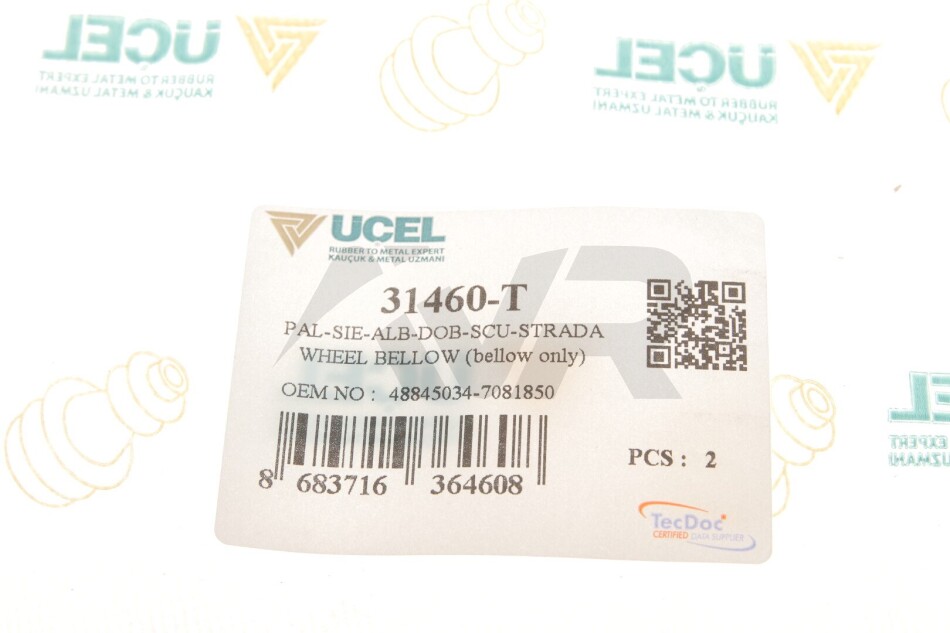 UCEL
RUBBER TO METAL EXPERT
KAUÇUK & METAL UZMANI
UCEL
RUBBER TO METAL EXPERT
KAUÇUK & METAL UZMANI
UCEL
RUBBER TO METAL EXPERT
KAUÇUK & METAL UZMANI
VR
31460-T
PAL-SIE-ALB-DOB-SCU-STRADA
WHEEL BELLOW (bellow only)
OEM NO : 48845034-7081850
8 683716 364608
PCS : 2
TecDoc
CERTIFIED DATA SUPPLIER